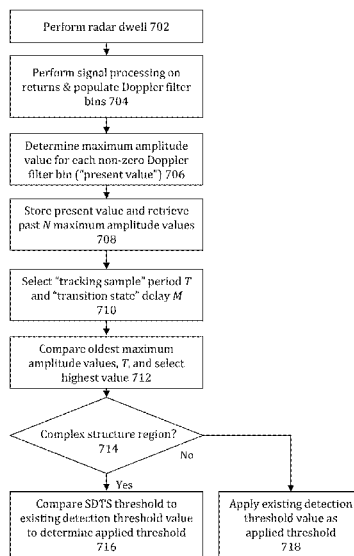 Perform radar dwell 702
Perform signal processing on
returns & populate Doppler filter
bins 704
Determine maximum amplitude
value for each non-zero Doppler
filter bin ("present value") 706
Store present value and retrieve
past N maximum amplitude values
708
Select "tracking sample" period T
and "transition state" delay M
710
Compare oldest maximum
amplitude values, T, and select
highest value 712
Complex structure region?
714
No
Yes
Compare SDTS threshold to
existing detection threshold value
to determine applied threshold
716
Apply existing detection
threshold value as
applied threshold
718